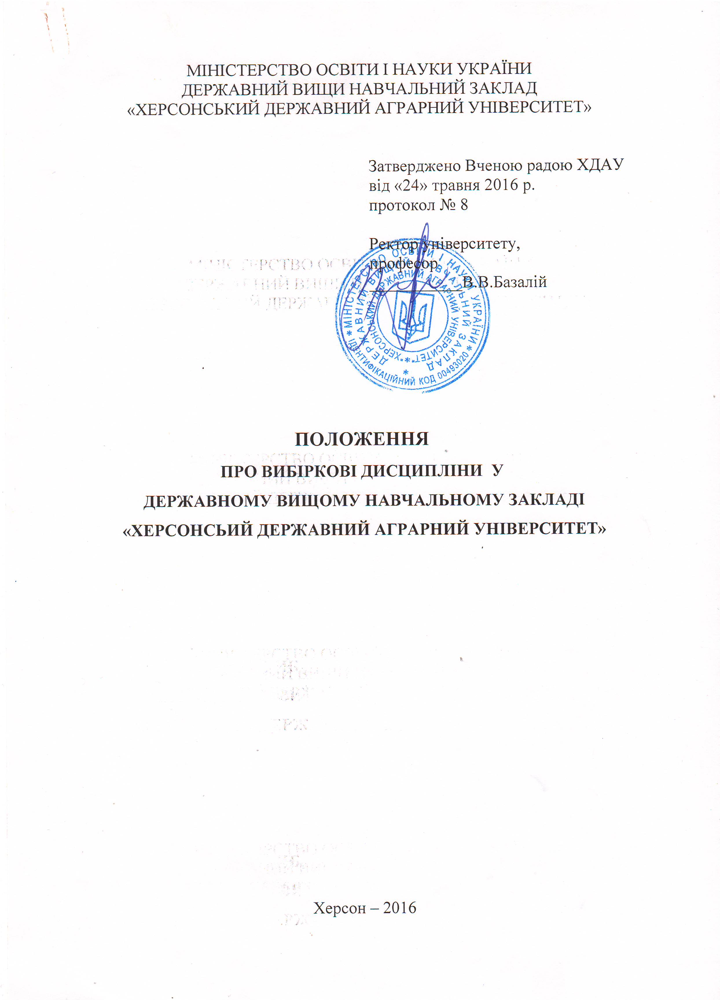 МІНІСТЕРСТВО ОСВІТИ І НАУКИ УКРАЇНИ
ДЕРЖАВНИЙ ВИЩИ НАВЧАЛЬНИЙ ЗАКЛАД
«ХЕРСОНСЬКИЙ ДЕРЖАВНИЙ АГРАРНИЙ УНІВЕРСИТЕТ»
Затверджено Вченою радою ХДАУ
від «24» травня 2016 р.
протокол № 8
Ректор університету,
професор
___________В.В.Базалій
* МІНІСТЕРСТВО ОСВІТИ І НАУКИ УКРАЇНИ *
ІДЕНТИФІКАЦІЙНИЙ КОД 00493020
ДЕРЖАВНИЙ ВИЩИЙ НАВЧАЛЬНИЙ ЗАКЛАД *
* "ХЕРСОНСЬКИЙ ДЕРЖАВНИЙ АГРАРНИЙ УНІВЕРСИТЕТ"
ПОЛОЖЕННЯ
ПРО ВИБІРКОВІ ДИСЦИПЛІНИ У
ДЕРЖАВНОМУ ВИЩОМУ НАВЧАЛЬНОМУ ЗАКЛАДІ
«ХЕРСОНСЬИЙ ДЕРЖАВНИЙ АГРАРНИЙ УНІВЕРСИТЕТ»
Херсон – 2016